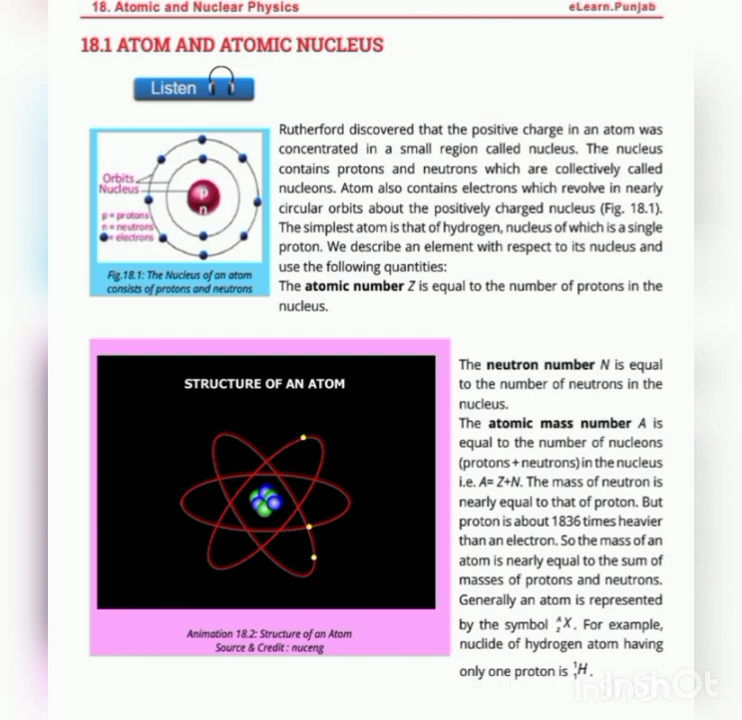 18. Atomic and Nuclear Physics
eLearn.Punjab
18.1 ATOM AND ATOMIC NUCLEUS
Listen
Orbits
Nucleus
p = protons
n = neutrons
= electrons
P
n
Fig.18.1: The Nucleus of an atom
consists of protons and neutrons
Rutherford discovered that the positive charge in an atom was
concentrated in a small region called nucleus. The nucleus
contains protons and neutrons which are collectively called
nucleons. Atom also contains electrons which revolve in nearly
circular orbits about the positively charged nucleus (Fig. 18.1).
The simplest atom is that of hydrogen, nucleus of which is a single
proton. We describe an element with respect to its nucleus and
use the following quantities:
The atomic number Z is equal to the number of protons in the
nucleus.
STRUCTURE OF AN ATOM
Animation 18.2: Structure of an Atom
Source & Credit : nuceng
The neutron number N is equal
to the number of neutrons in the
nucleus.
The atomic mass number A is
equal to the number of nucleons
(protons + neutrons) in the nucleus
i.e. A= Z+N. The mass of neutron is
nearly equal to that of proton. But
proton is about 1836 times heavier
than an electron. So the mass of an
atom is nearly equal to the sum of
masses of protons and neutrons.
Generally an atom is represented
by the symbol ᴬ_ZX. For example,
nuclide of hydrogen atom having
only one proton is ¹₁H .
InShOt